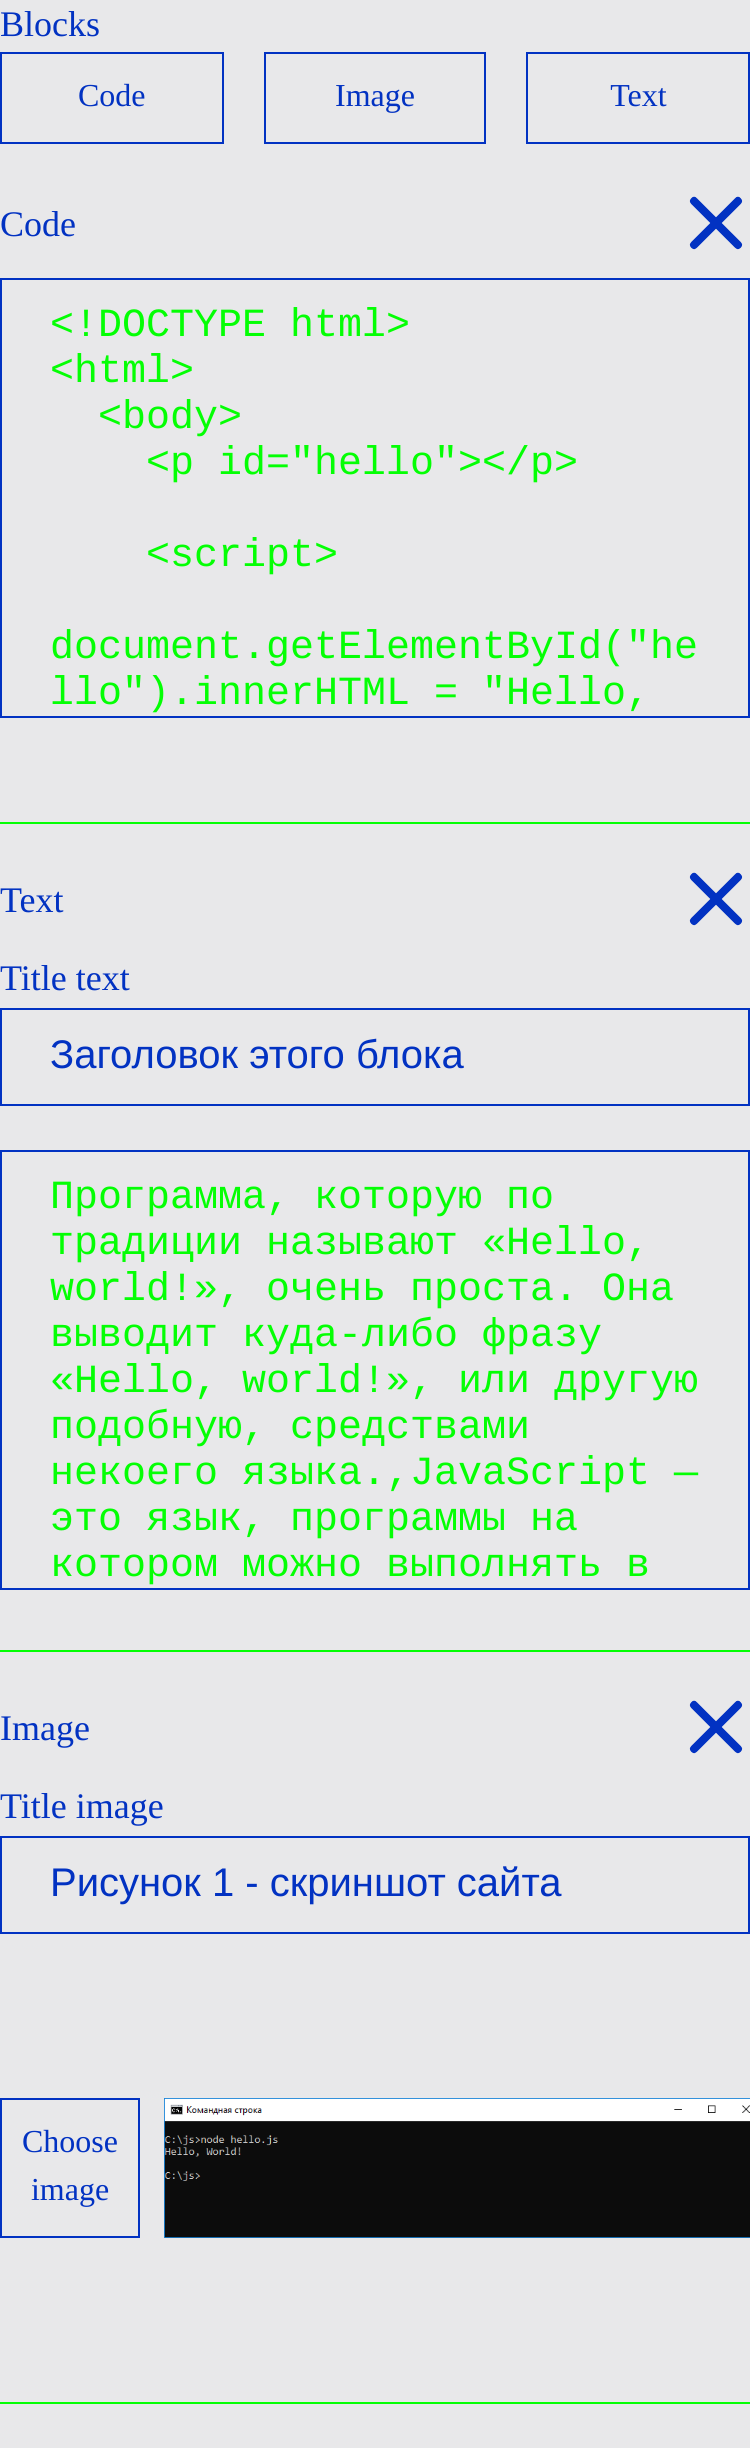 Blocks
Code Image Text
Code
<!DOCTYPE html>
<html>
  <body>
    <p id="hello"></p>
    <script>
document.getElementById("he
llo").innerHTML = "Hello,
Text
Title text
Заголовок этого блока
Программа, которую по
традиции называют «Hello,
world!», очень проста. Она
выводит куда-либо фразу
«Hello, world!», или другую
подобную, средствами
некоего языка.,JavaScript —
это язык, программы на
котором можно выполнять в
Image
Title image
Рисунок 1 - скриншот сайта
Choose
image
Командная строка
C:\js>node hello.js
Hello, World!
C:\js>